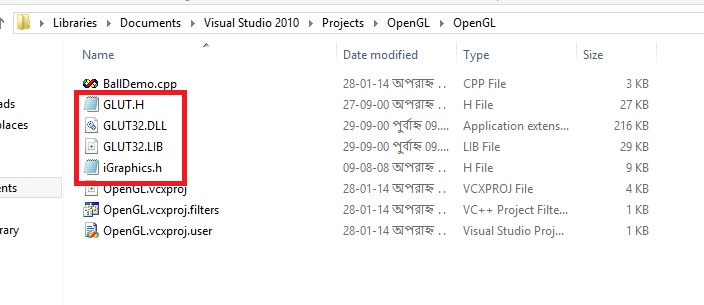 Libraries ▸ Documents ▸ Visual Studio 2010 ▸ Projects ▸ OpenGL ▸ OpenGL
Name Date modified Type Size
BallDemo.cpp 28-01-14 অপরাহ্ন .. CPP File 3 KB
ads GLUT.H 27-09-00 অপরাহ্ন .. H File 27 KB
places GLUT32.DLL 29-09-00 পুর্বাহ্ন 09.... Application extens... 216 KB
GLUT32.LIB 29-09-00 পুর্বাহ্ন 09.... LIB File 29 KB
iGraphics.h 09-08-08 অপরাহ্ন .. H File 9 KB
ents OpenGL.vcxproj 28-01-14 অপরাহ্ন .. VCXPROJ File 4 KB
OpenGL.vcxproj.filters 28-01-14 অপরাহ্ন .. VC++ Project Filte... 1 KB
rary OpenGL.vcxproj.user 28-01-14 অপরাহ্ন .. Visual Studio Proj... 1 KB